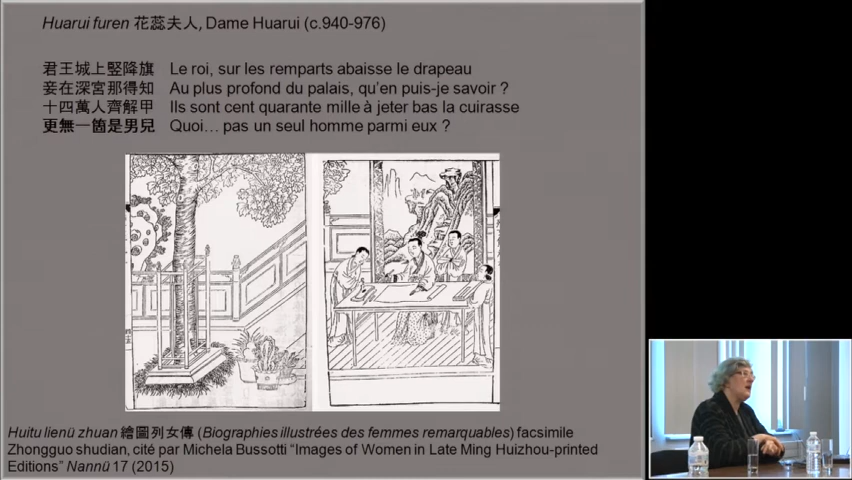 Huarui furen 花蕊夫人, Dame Huarui (c.940-976)
君王城上竪降旗 Le roi, sur les remparts abaisse le drapeau
妾在深宮那得知 Au plus profond du palais, qu'en puis-je savoir ?
十四萬人齊解甲 Ils sont cent quarante mille à jeter bas la cuirasse
更無一箇是男兒 Quoi… pas un seul homme parmi eux ?
Huitu lienü zhuan 繪圖列女傳 (Biographies illustrées des femmes remarquables) facsimile
Zhongguo shudian, cité par Michela Bussotti “Images of Women in Late Ming Huizhou-printed
Editions” Nannü 17 (2015)